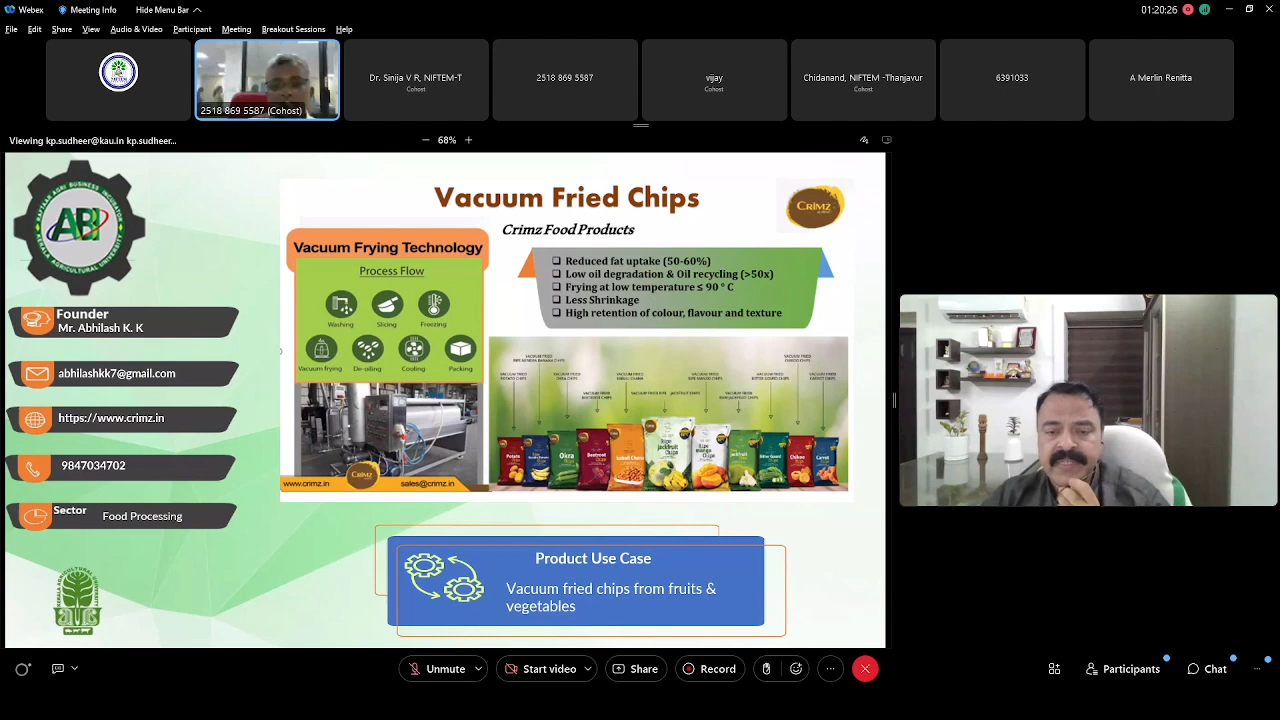 Webex
Meeting Info
Hide Menu Bar
01:20:26
File Edit Share View Audio & Video Participant Meeting Breakout Sessions Help
2518 869 5587 (Cohost)
Dr. Sinija V R, NIFTEM-T
Cohost
2518 869 5587
vijay
Cohost
Chidanand, NIFTEM -Thanjavur
Cohost
6391033
A Merlin Renitta
Viewing kp.sudheer@kau.in kp.sudheer...
68%
ABI
KERALA AGRICULTURAL UNIVERSITY
Founder
Mr. Abhilash K. K
abhilashkk7@gmail.com
https://www.crimz.in
9847034702
Sector
Food Processing
Vacuum Fried Chips
Crimz Food Products
CRIMZ
Vacuum Frying Technology
Process Flow
Washing
Slicing
Freezing
Vacuum frying
De-oiling
Cooling
Packing
Reduced fat uptake (50-60%)
Low oil degradation & Oil recycling (>50x)
Frying at low temperature ≤ 90 ° C
Less Shrinkage
High retention of colour, flavour and texture
www.crimz.in
CRIMZ
sales@crimz.in
Product Use Case
Vacuum fried chips from fruits &
vegetables
Unmute
Start video
Share
Record
Participants
Chat